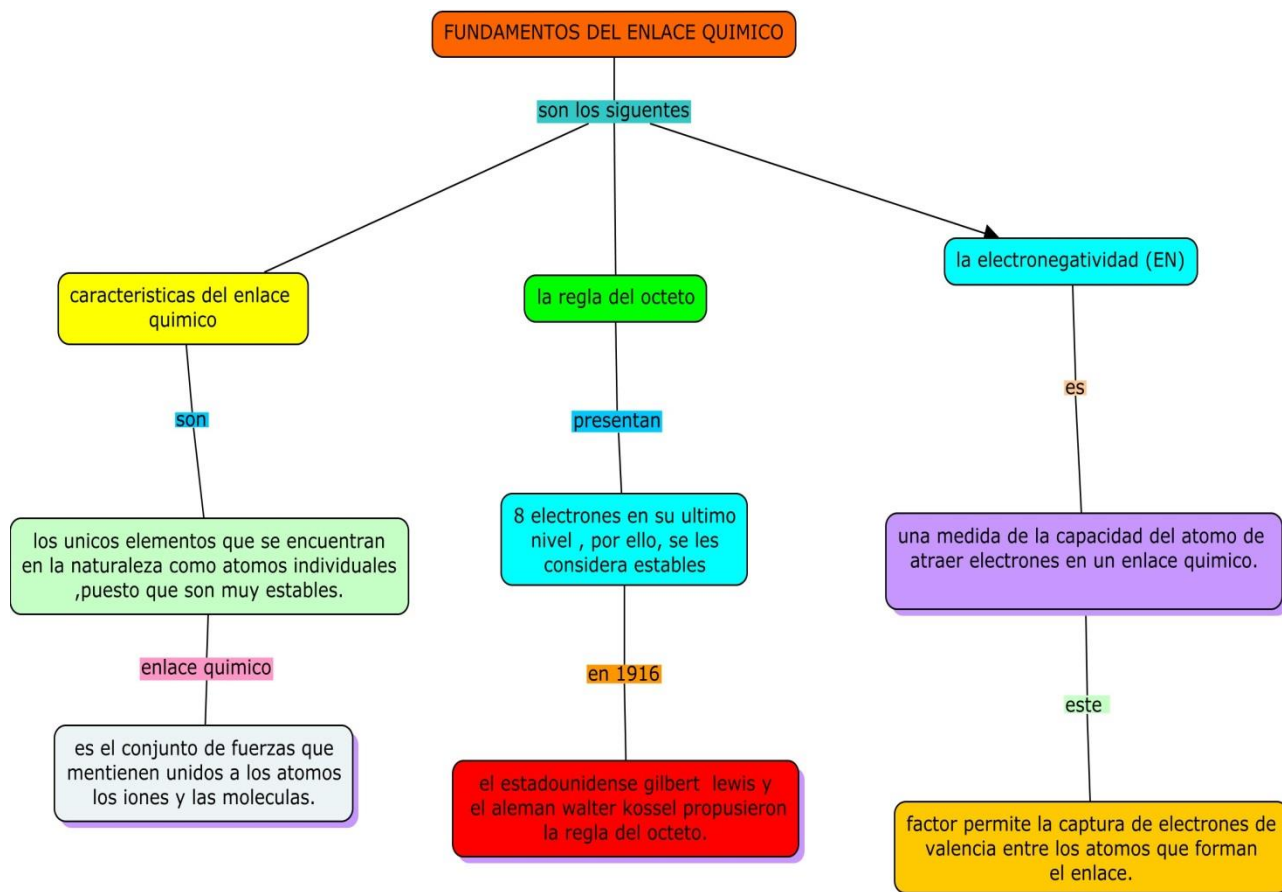 FUNDAMENTOS DEL ENLACE QUIMICO
son los siguentes
caracteristicas del enlace
quimico
son
los unicos elementos que se encuentran
en la naturaleza como atomos individuales
,puesto que son muy estables.
enlace quimico
es el conjunto de fuerzas que
mentienen unidos a los atomos
los iones y las moleculas.
la regla del octeto
presentan
8 electrones en su ultimo
nivel , por ello, se les
considera estables
en 1916
el estadounidense gilbert lewis y
el aleman walter kossel propusieron
la regla del octeto.
la electronegatividad (EN)
es
una medida de la capacidad del atomo de
atraer electrones en un enlace quimico.
este
factor permite la captura de electrones de
valencia entre los atomos que forman
el enlace.